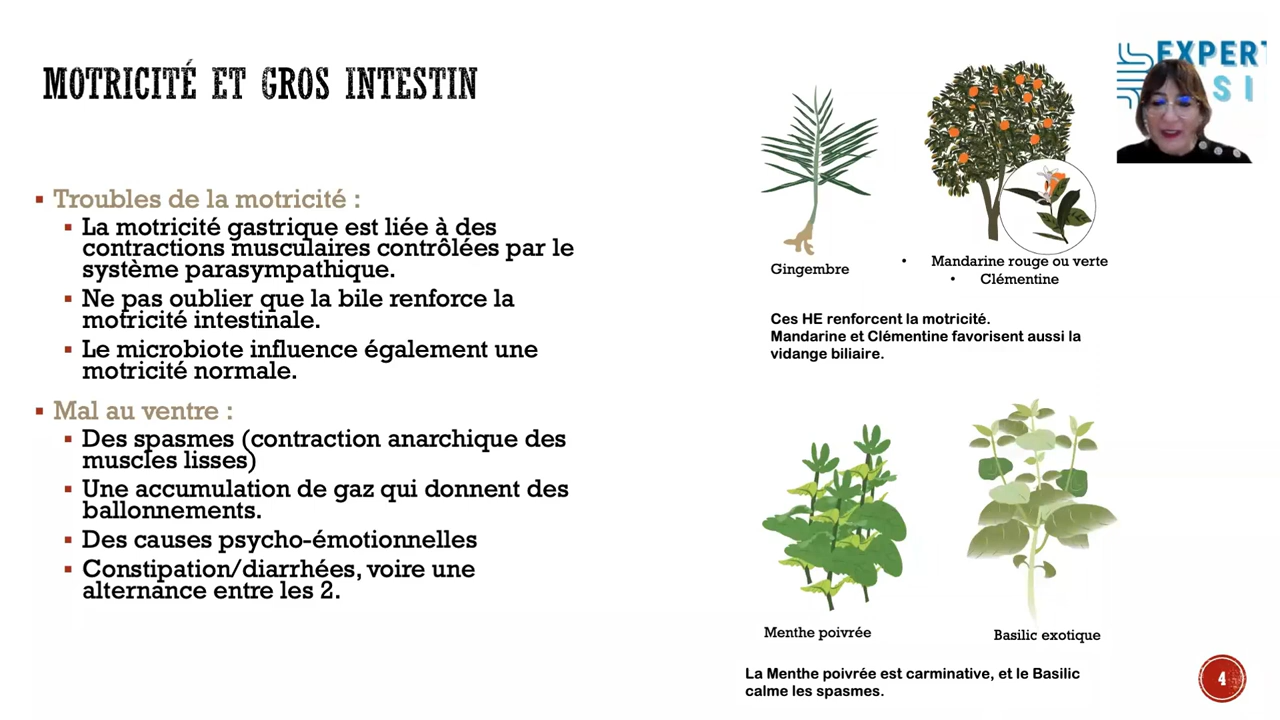 MOTRICITÉ ET GROS INTESTIN
Troubles de la motricité :
La motricité gastrique est liée à des
contractions musculaires contrôlées par le
système parasympathique.
Ne pas oublier que la bile renforce la
motricité intestinale.
Le microbiote influence également une
motricité normale.
Mal au ventre :
Des spasmes (contraction anarchique des
muscles lisses)
Une accumulation de gaz qui donnent des
ballonnements.
Des causes psycho-émotionnelles
Constipation/diarrhées, voire une
alternance entre les 2.
Gingembre
Mandarine rouge ou verte
Clémentine
Ces HE renforcent la motricité.
Mandarine et Clémentine favorisent aussi la
vidange biliaire.
Menthe poivrée
Basilic exotique
La Menthe poivrée est carminative, et le Basilic
calme les spasmes.
4
EXPERT